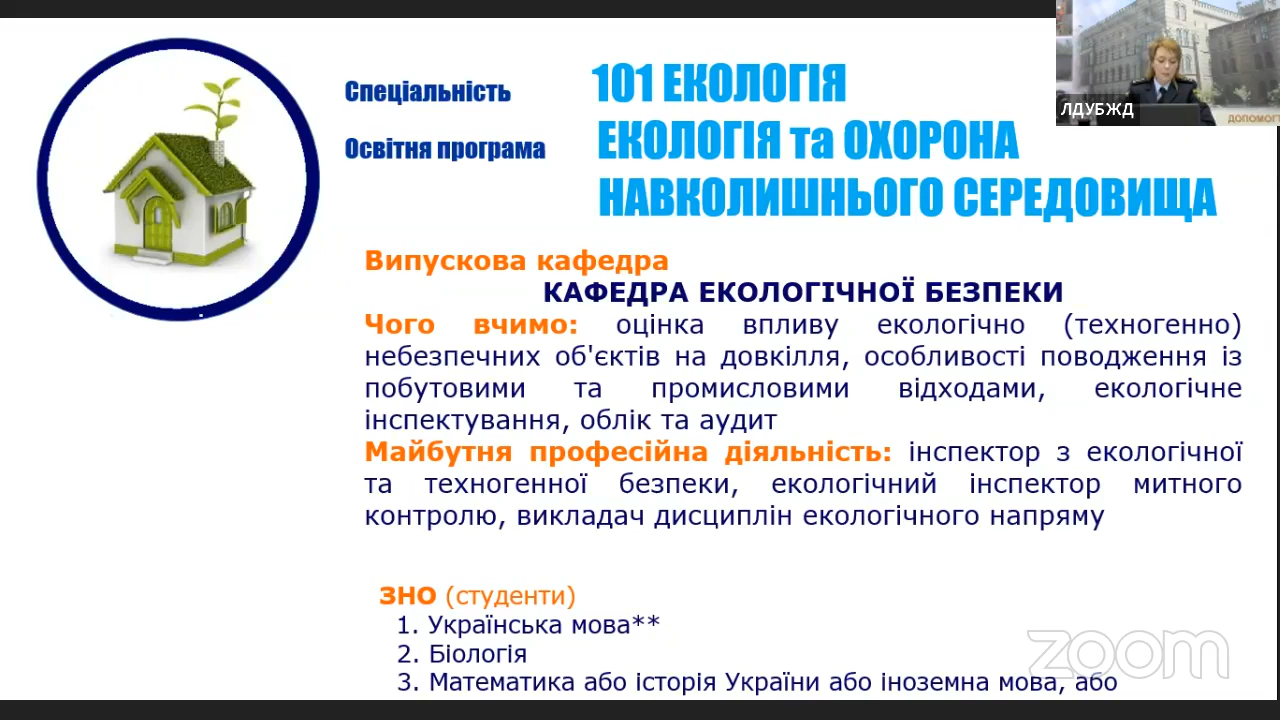 Спеціальність 101 ЕКОЛОГІЯ
Освітня програма ЕКОЛОГІЯ та ОХОРОНА
НАВКОЛИШНЬОГО СЕРЕДОВИЩА
Випускова кафедра
КАФЕДРА ЕКОЛОГІЧНОЇ БЕЗПЕКИ
Чого вчимо: оцінка впливу екологічно (техногенно)
небезпечних об'єктів на довкілля, особливості поводження із
побутовими та промисловими відходами, екологічне
інспектування, облік та аудит
Майбутня професійна діяльність: інспектор з екологічної
та техногенної безпеки, екологічний інспектор митного
контролю, викладач дисциплін екологічного напряму
ЗНО (студенти)
1. Українська мова**
2. Біологія
3. Математика або історія України або іноземна мова, або
ЛДУБЖД
ДОПОМОГ
zoom